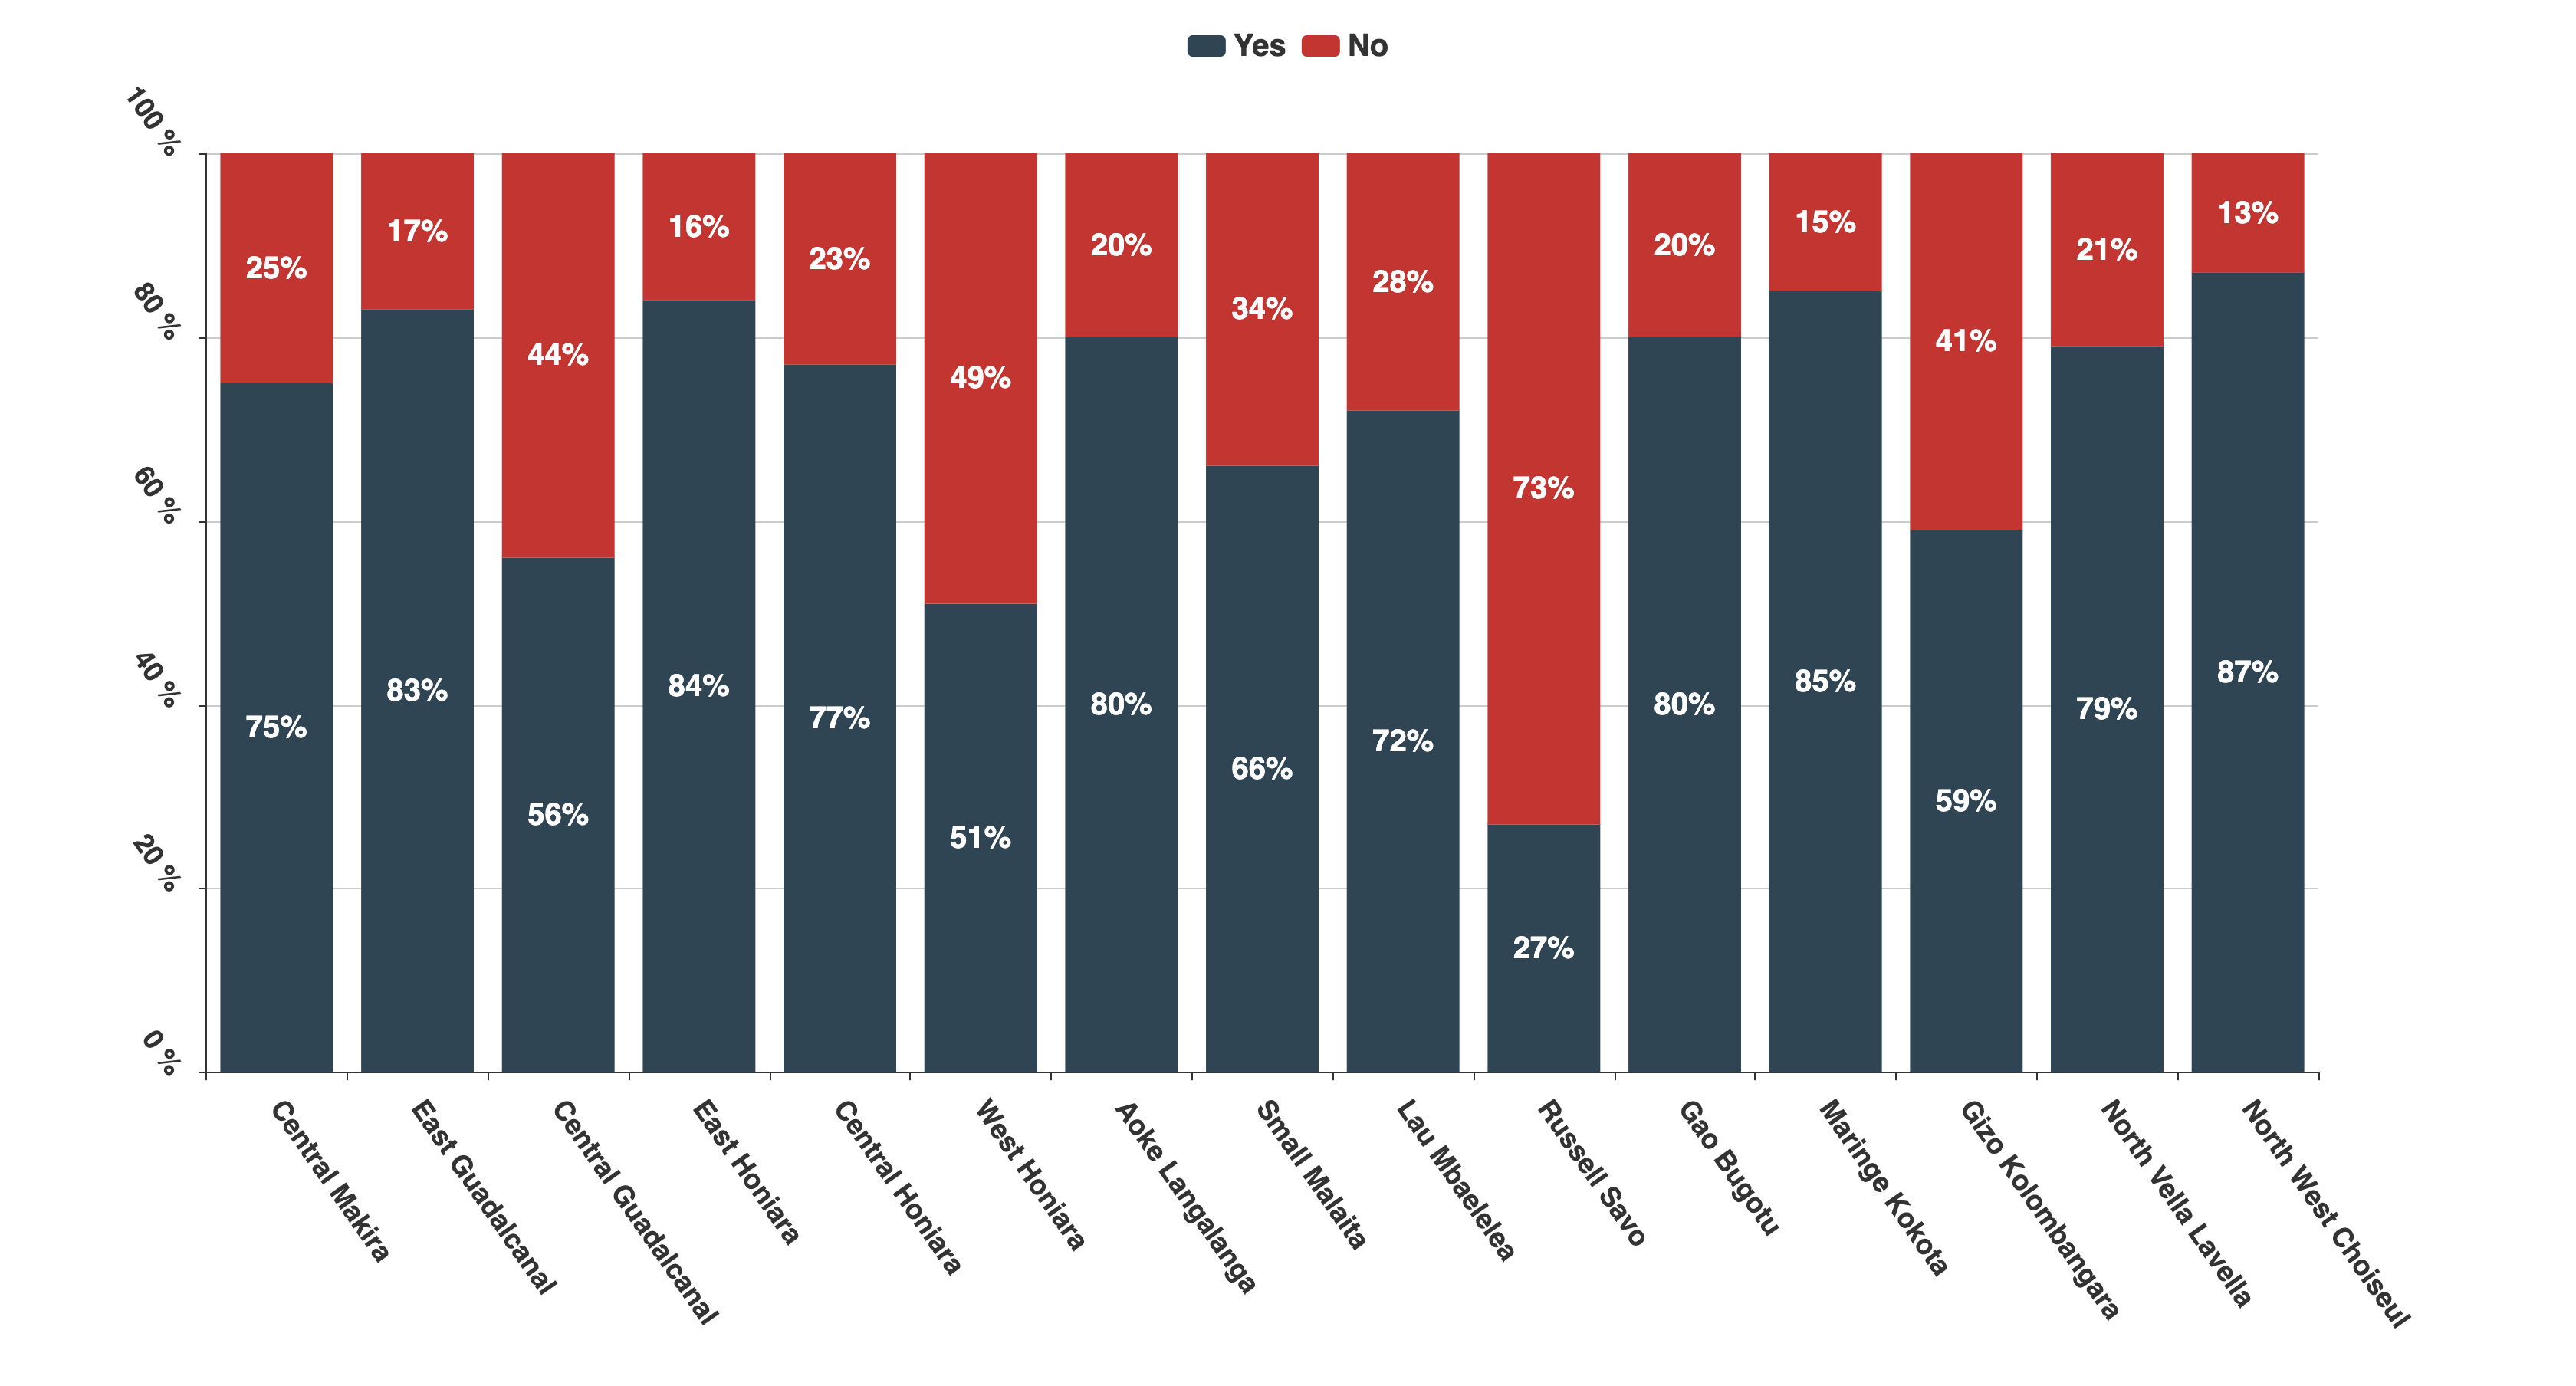 Yes No
100 %
80 %
60 %
40 %
20 %
0 %
25% 17% 44% 16% 23% 49% 20% 34% 28% 73% 20% 15% 41% 21% 13%
75% 83% 56% 84% 77% 51% 80% 66% 72% 27% 80% 85% 59% 79% 87%
Central Makira
East Guadalcanal
Central Guadalcanal
East Honiara
Central Honiara
West Honiara
Aoke Langalanga
Small Malaita
Lau Mbaelelea
Russell Savo
Gao Bugotu
Maringe Kokota
Gizo Kolombangara
North Vella Lavella
North West Choiseul